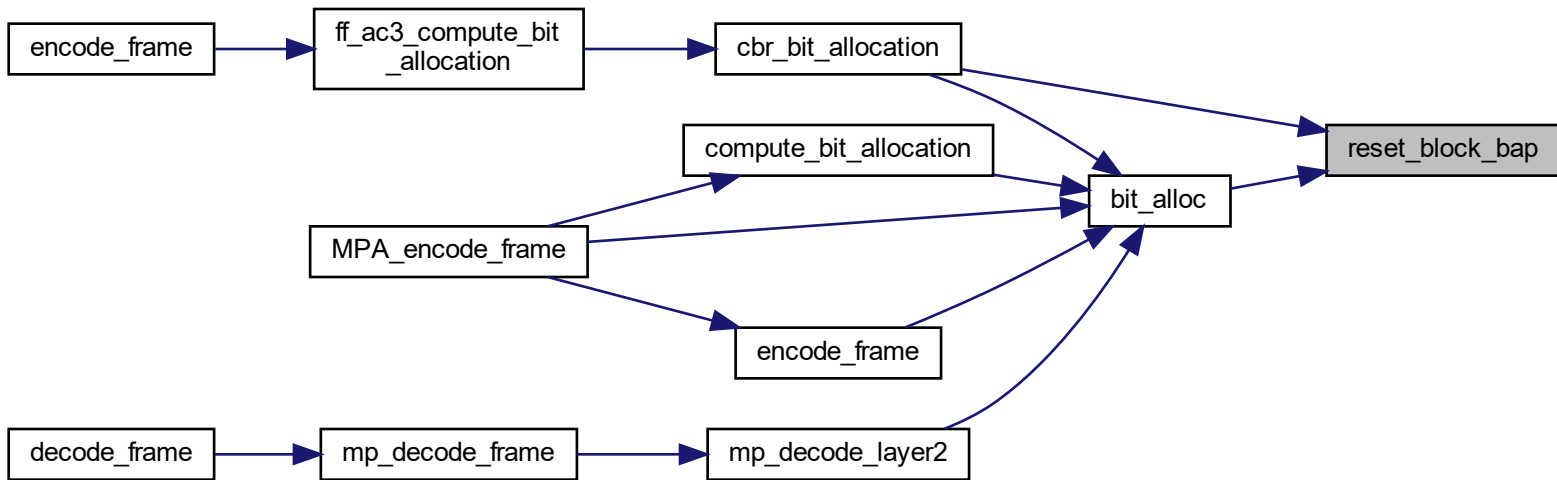 encode_frame
ff_ac3_compute_bit
_allocation
cbr_bit_allocation
compute_bit_allocation
reset_block_bap
bit_alloc
MPA_encode_frame
encode_frame
decode_frame
mp_decode_frame
mp_decode_layer2